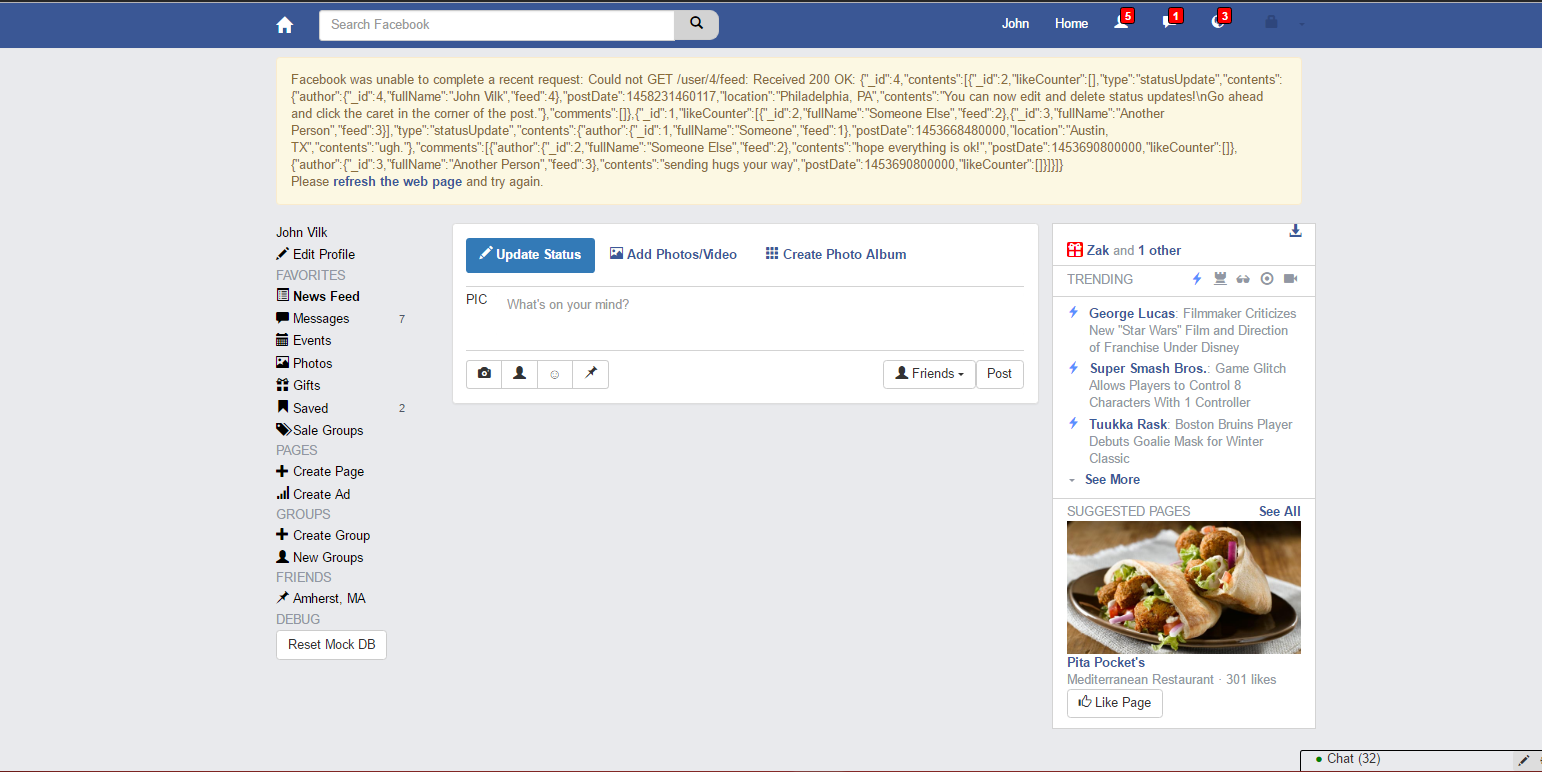 Search Facebook
John
Home
5
1
3
Facebook was unable to complete a recent request: Could not GET /user/4/feed: Received 200 OK: {"_id":4,"contents":[{"_id":2,"likeCounter":[],"type":"statusUpdate","contents":
{"author":{"_id":4,"fullName":"John Vilk","feed":4},"postDate":1458231460117,"location":"Philadelphia, PA","contents":"You can now edit and delete status updates!\nGo ahead
and click the caret in the corner of the post."},"comments":[]},{"_id":1,"likeCounter":[{"_id":2,"fullName":"Someone Else","feed":2},{"_id":3,"fullName":"Another
Person","feed":3}],"type":"statusUpdate","contents":{"author":{"_id":1,"fullName":"Someone","feed":1},"postDate":1453668480000,"location":"Austin,
TX","contents":"ugh."},"comments":[{"author":{"_id":2,"fullName":"Someone Else","feed":2},"contents":"hope everything is ok!","postDate":1453690800000,"likeCounter":[]},
{"author":{"_id":3,"fullName":"Another Person","feed":3},"contents":"sending hugs your way","postDate":1453690800000,"likeCounter":[]}]}]}
Please refresh the web page and try again.
John Vilk
Edit Profile
FAVORITES
News Feed
Messages 7
Events
Photos
Gifts
Saved 2
Sale Groups
PAGES
Create Page
Create Ad
GROUPS
Create Group
New Groups
FRIENDS
Amherst, MA
DEBUG
Reset Mock DB
Update Status
Add Photos/Video
Create Photo Album
PIC
What's on your mind?
Friends
Post
Zak and 1 other
TRENDING
George Lucas: Filmmaker Criticizes
New "Star Wars" Film and Direction
of Franchise Under Disney
Super Smash Bros.: Game Glitch
Allows Players to Control 8
Characters With 1 Controller
Tuukka Rask: Boston Bruins Player
Debuts Goalie Mask for Winter
Classic
See More
SUGGESTED PAGES See All
Pita Pocket's
Mediterranean Restaurant · 301 likes
Like Page
Chat (32)